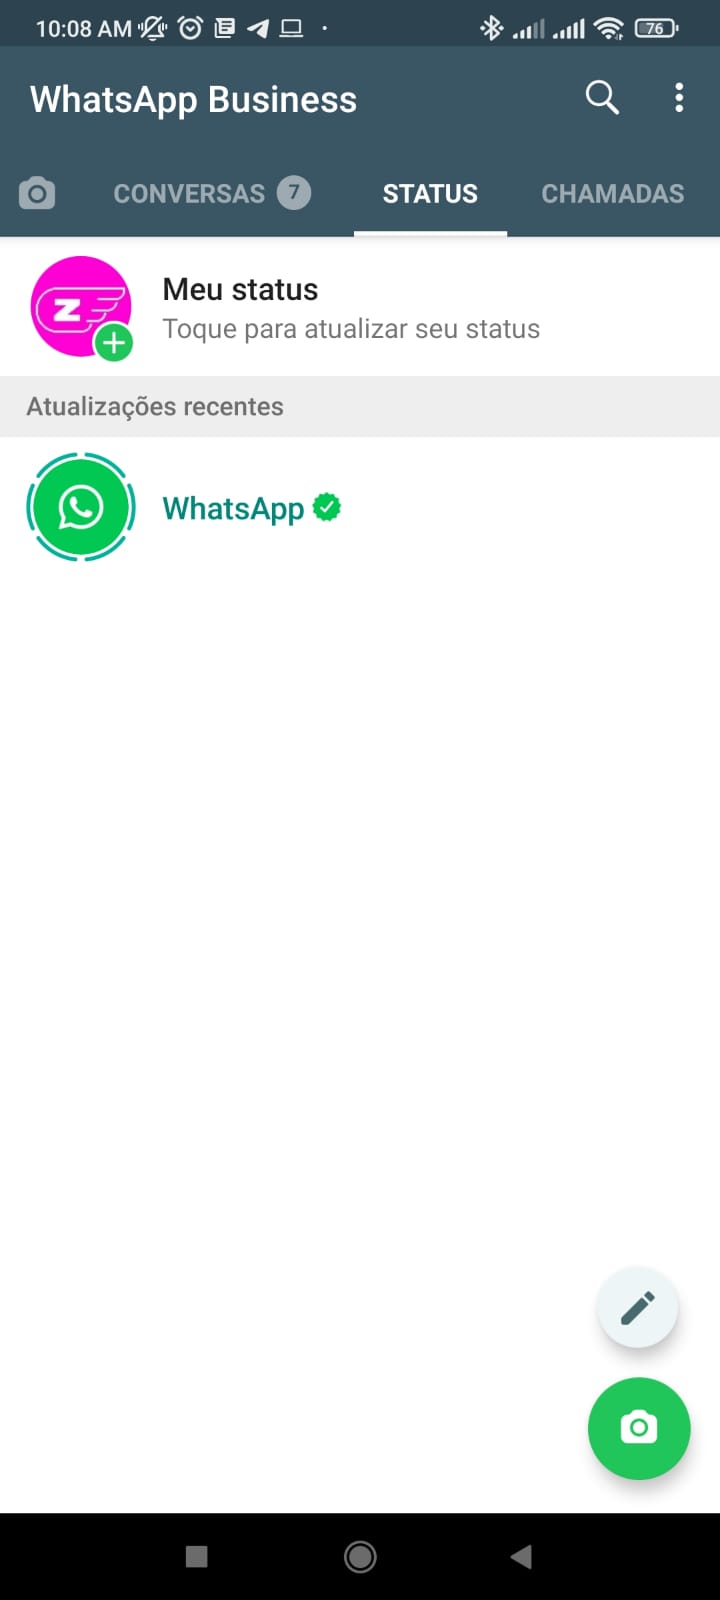 10:08 AM 76
WhatsApp Business
CONVERSAS 7 STATUS CHAMADAS
Z
Meu status
Toque para atualizar seu status
Atualizações recentes
WhatsApp